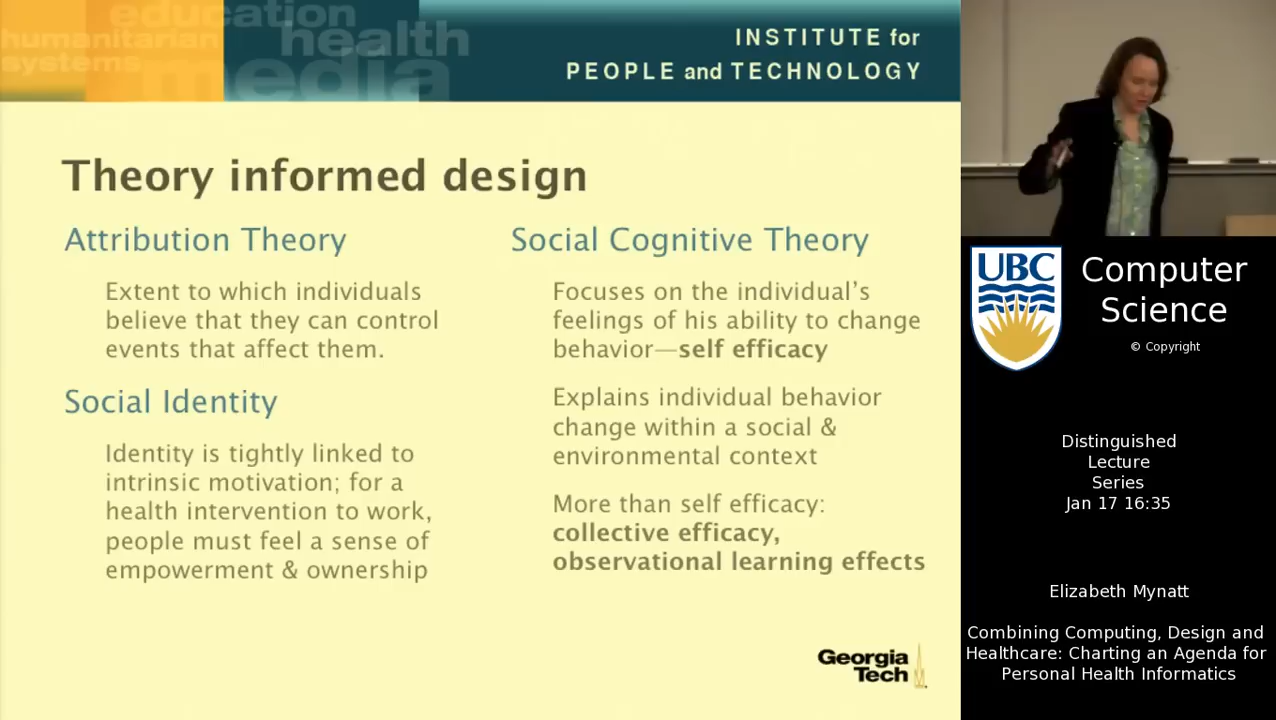 education
humanitarian
health
systems
media
INSTITUTE for
PEOPLE and TECHNOLOGY
Theory informed design
Attribution Theory
Extent to which individuals
believe that they can control
events that affect them.
Social Identity
Identity is tightly linked to
intrinsic motivation; for a
health intervention to work,
people must feel a sense of
empowerment & ownership
Social Cognitive Theory
Focuses on the individual's
feelings of his ability to change
behavior—self efficacy
Explains individual behavior
change within a social &
environmental context
More than self efficacy:
collective efficacy,
observational learning effects
Georgia
Tech
UBC
Computer
Science
© Copyright
Distinguished
Lecture
Series
Jan 17 16:35
Elizabeth Mynatt
Combining Computing, Design and
Healthcare: Charting an Agenda for
Personal Health Informatics